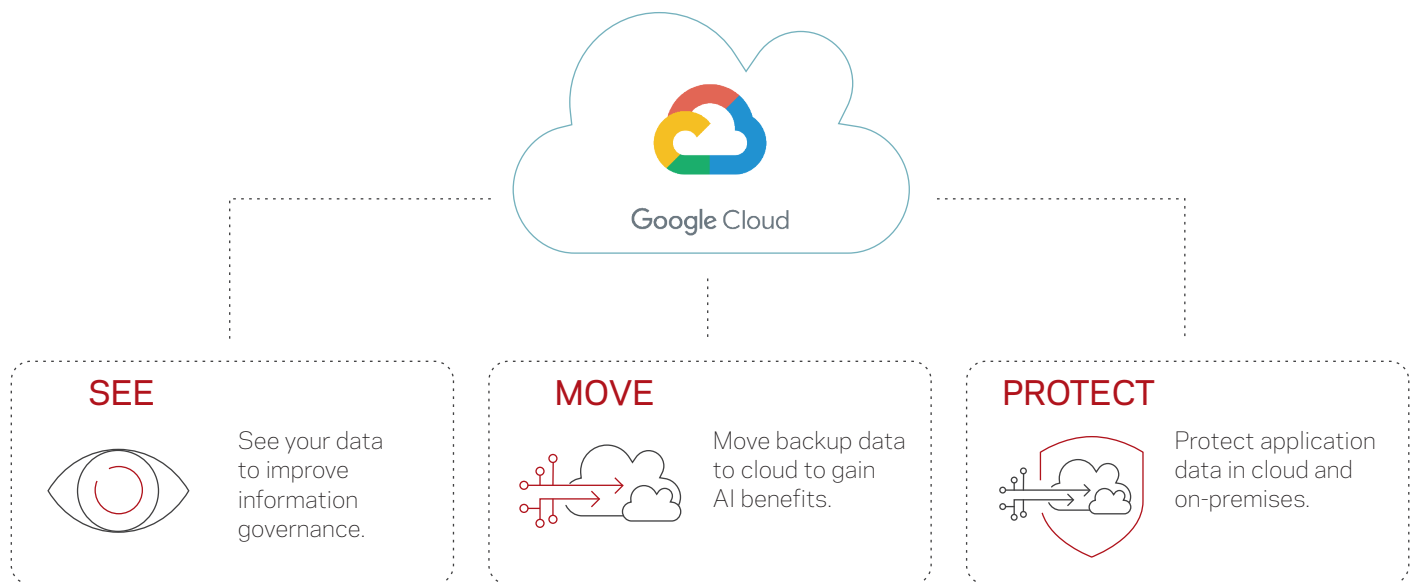 Google Cloud
SEE
See your data
to improve
information
governance.
MOVE
Move backup data
to cloud to gain
AI benefits.
PROTECT
Protect application
data in cloud and
on-premises.